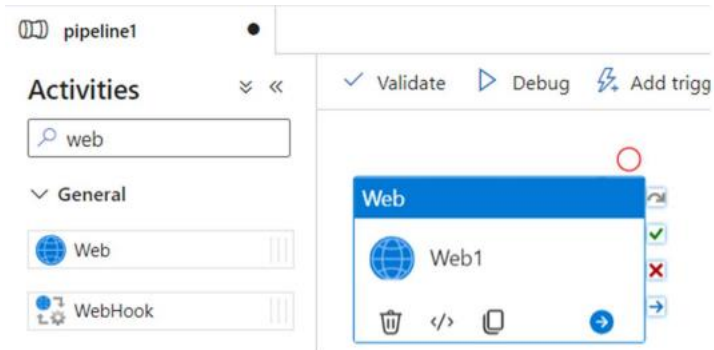 pipeline1
Activities
Validate
Debug
Add trigg
web
General
Web
WebHook
Web
Web1